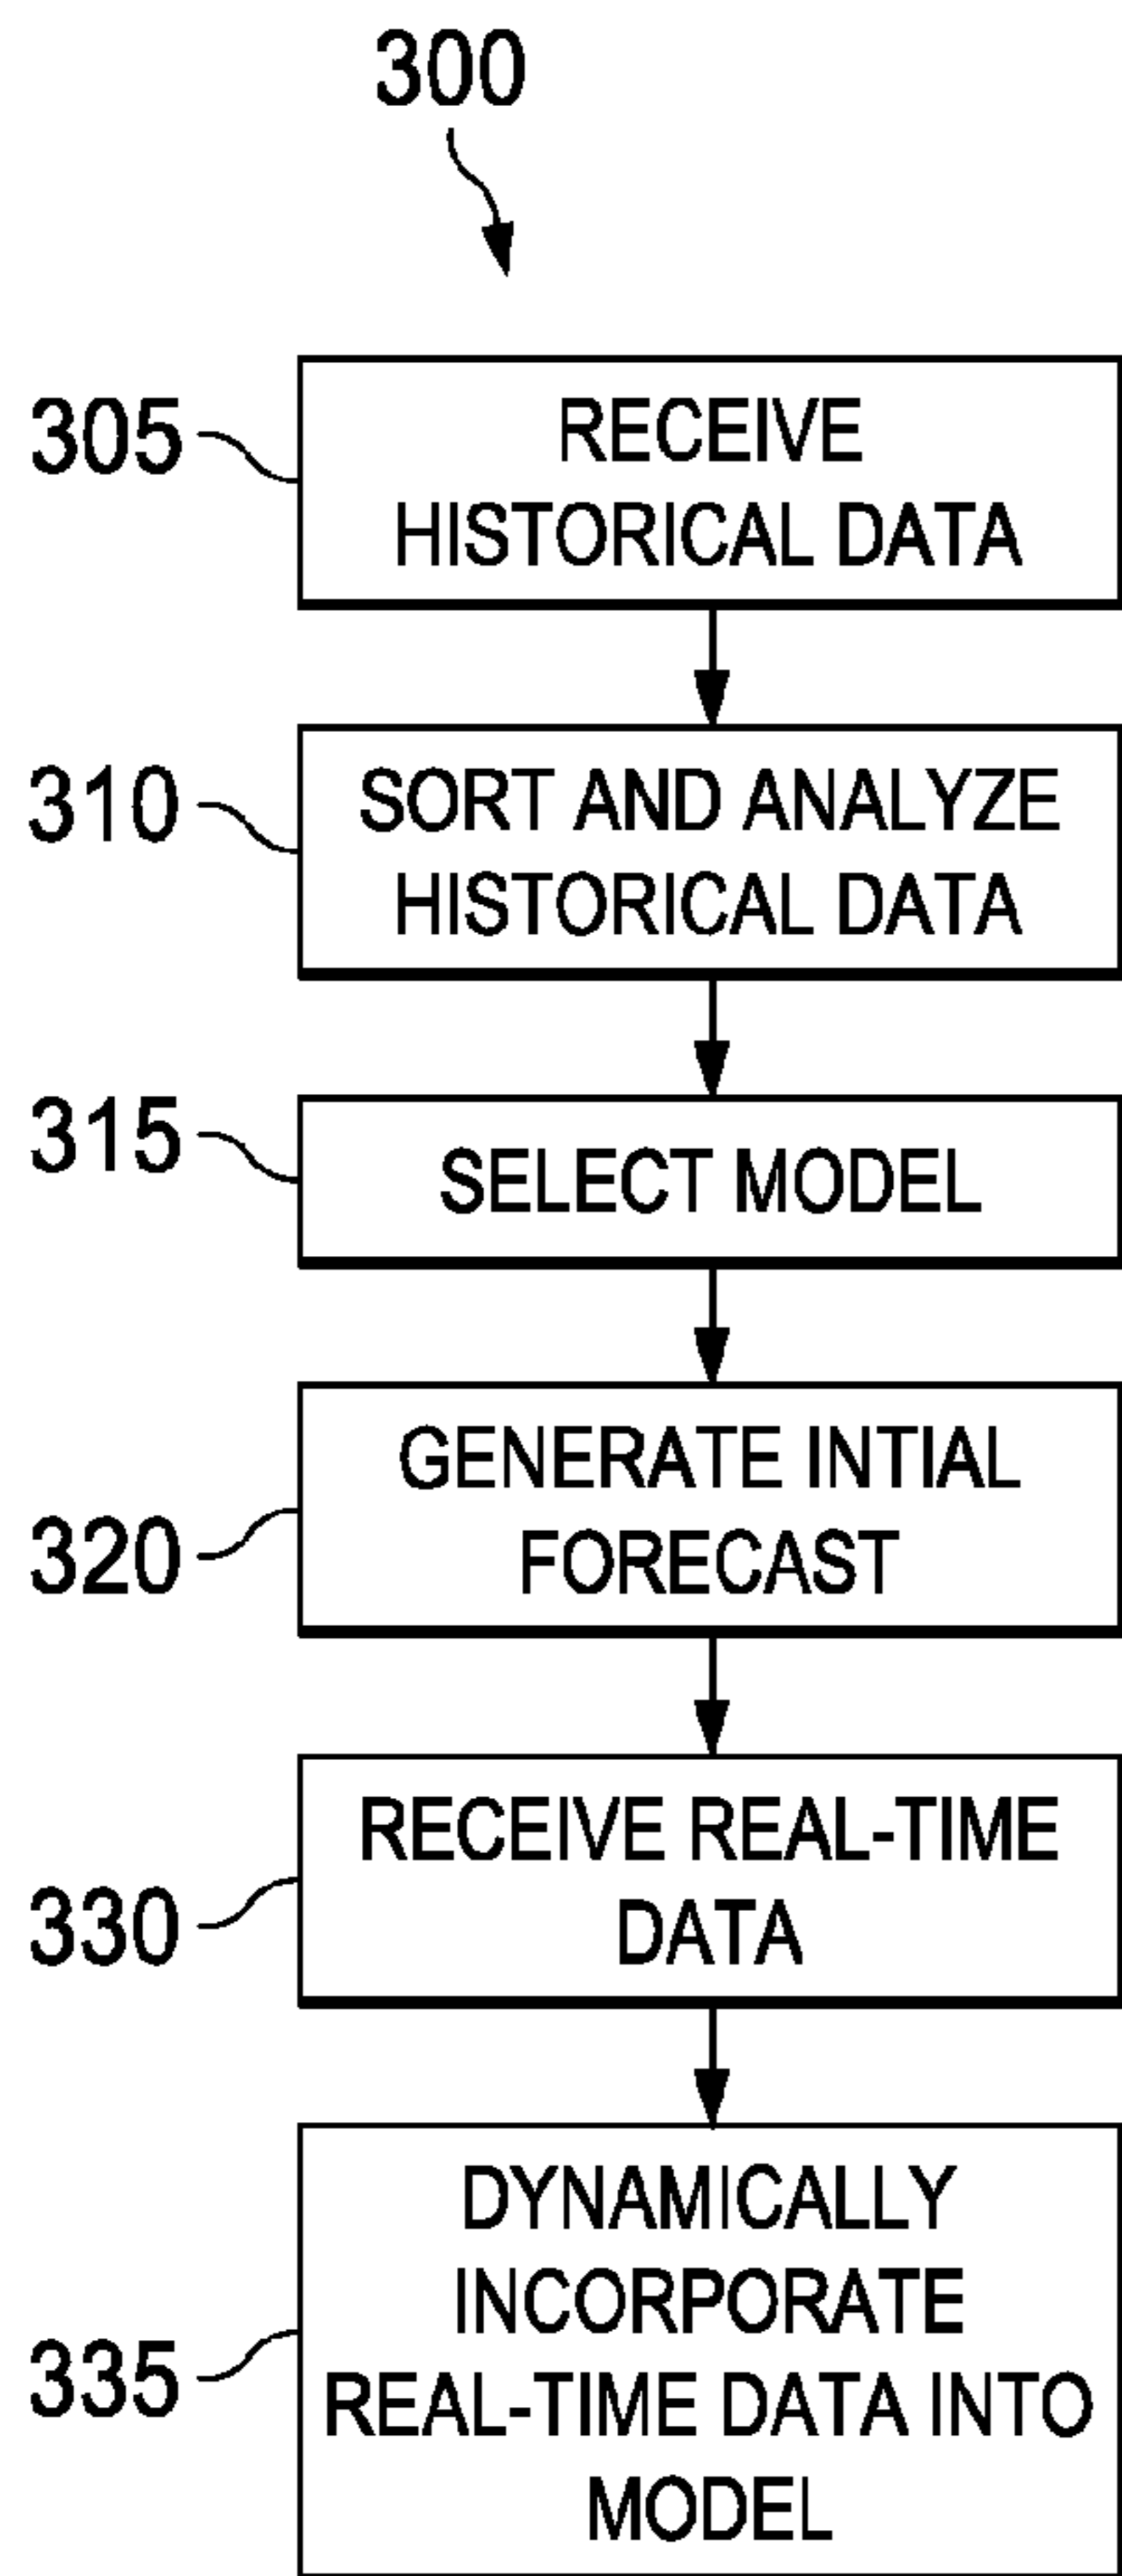 300
305
RECEIVE
HISTORICAL DATA
310
SORT AND ANALYZE
HISTORICAL DATA
315
SELECT MODEL
320
GENERATE INTIAL
FORECAST
330
RECEIVE REAL-TIME
DATA
335
DYNAMICALLY
INCORPORATE
REAL-TIME DATA INTO
MODEL